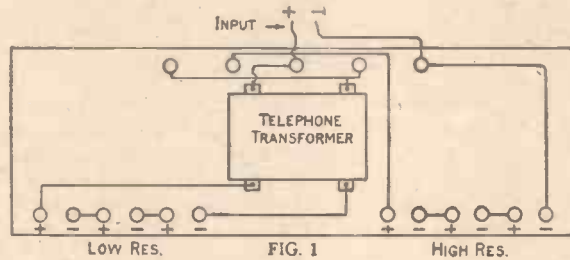 + −
INPUT →
TELEPHONE
TRANSFORMER
+ − − − + − + − + − + −
LOW RES. FIG. 1 HIGH RES.